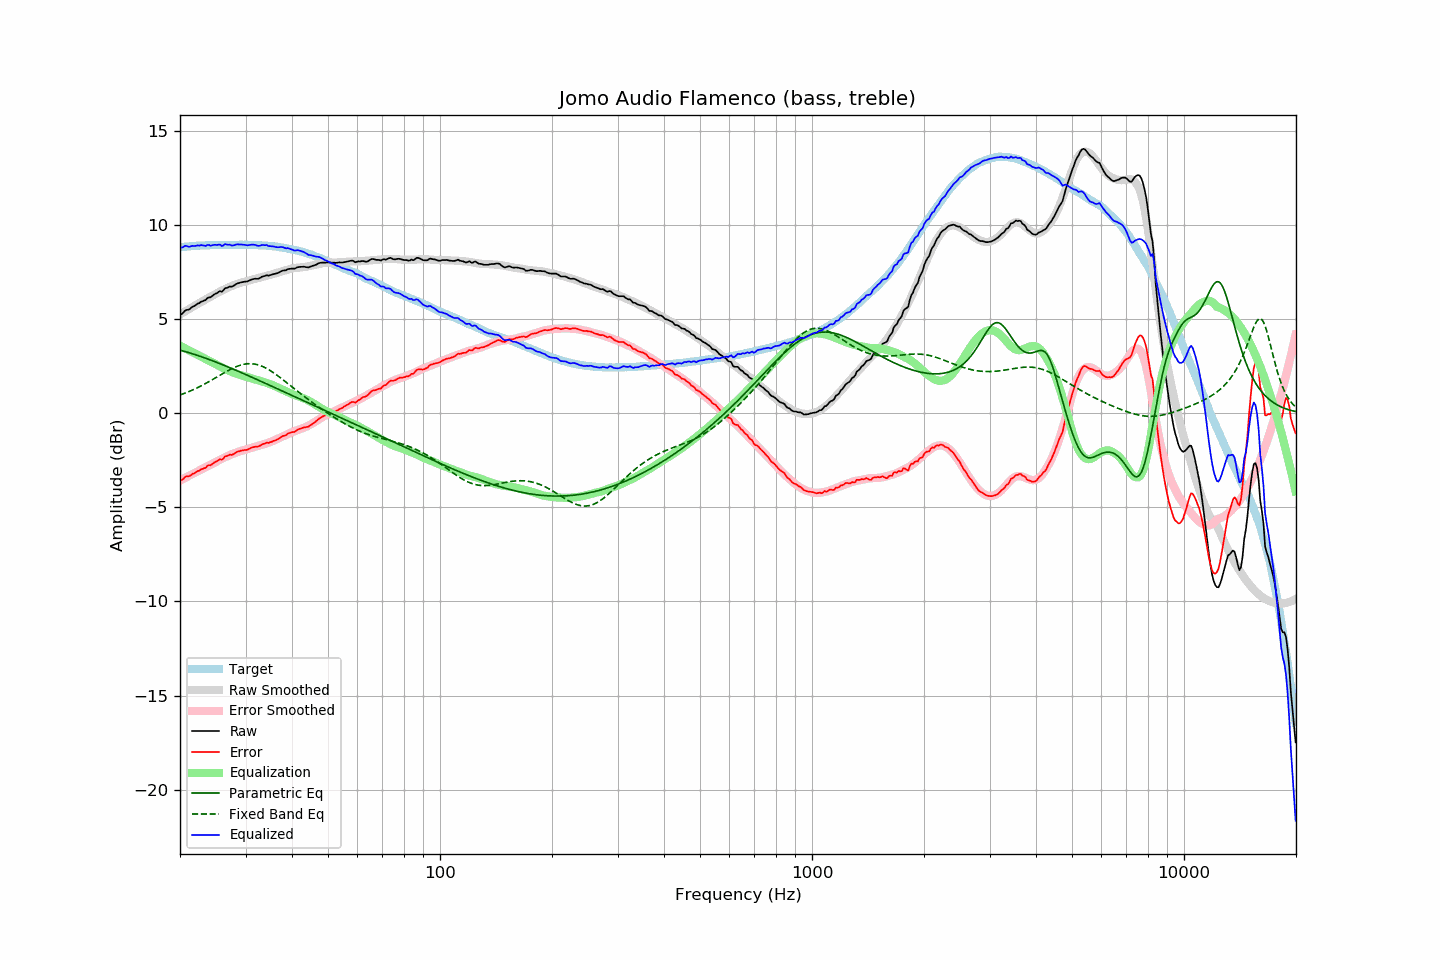 Jomo Audio Flamenco (bass, treble)
15
10
5
0
−5
−10
−15
−20
Amplitude (dBr)
Target
Raw Smoothed
Error Smoothed
Raw
Error
Equalization
Parametric Eq
Fixed Band Eq
Equalized
100
1000
10000
Frequency (Hz)